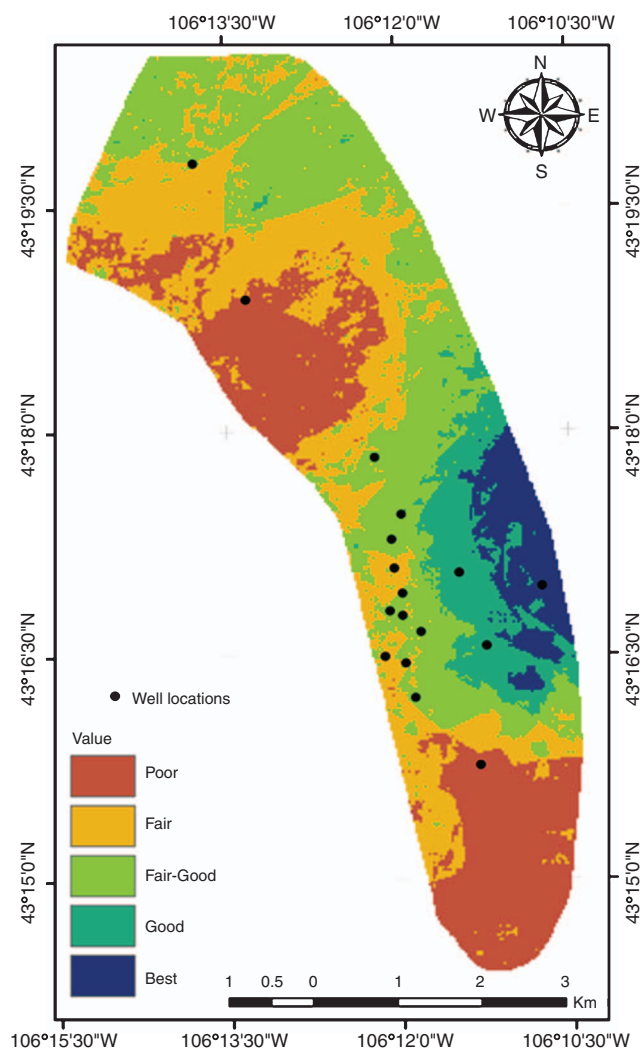 106°13'30"W 106°12'0"W 106°10'30"W
N
W E
S
43°19'30"N 43°19'30"N
43°18'0"N 43°18'0"N
43°16'30"N 43°16'30"N
Well locations
Value
Poor
Fair
Fair-Good
Good
Best
43°15'0"N 43°15'0"N
1 0.5 0 1 2 3
Km
106°15'30"W 106°13'30"W 106°12'0"W 106°10'30"W